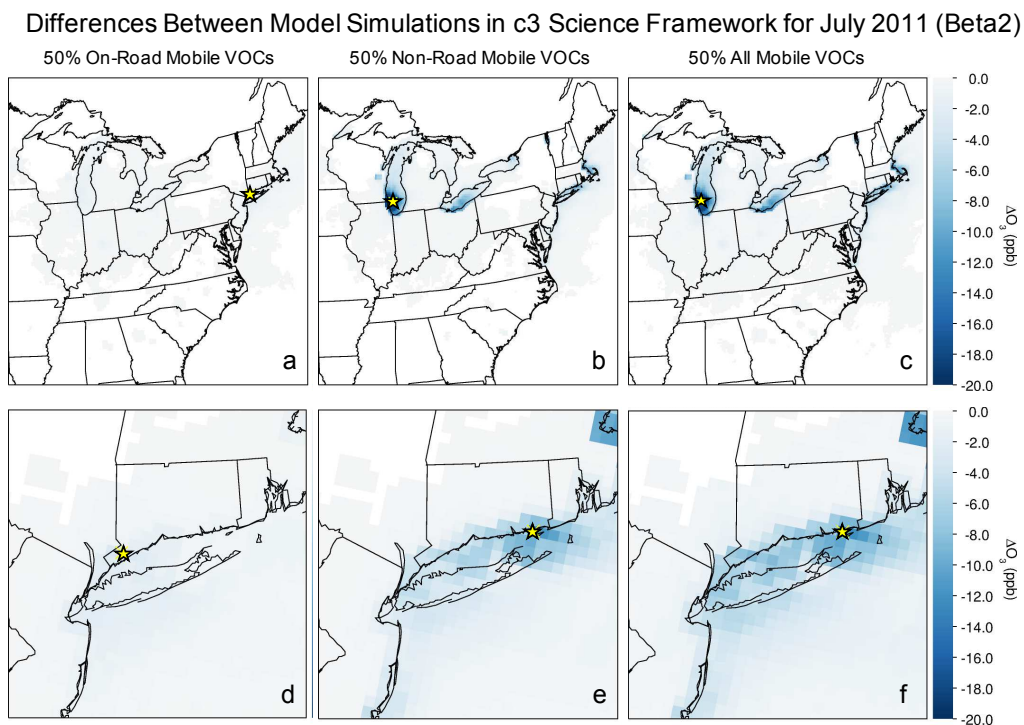 Differences Between Model Simulations in c3 Science Framework for July 2011 (Beta2)
50% On-Road Mobile VOCs
50% Non-Road Mobile VOCs
50% All Mobile VOCs
a
b
c
0.0
-2.0
-4.0
-6.0
-8.0
-10.0
-12.0
-14.0
-16.0
-18.0
-20.0
ΔO3 (ppb)
d
e
f
0.0
-2.0
-4.0
-6.0
-8.0
-10.0
-12.0
-14.0
-16.0
-18.0
-20.0
ΔO3 (ppb)